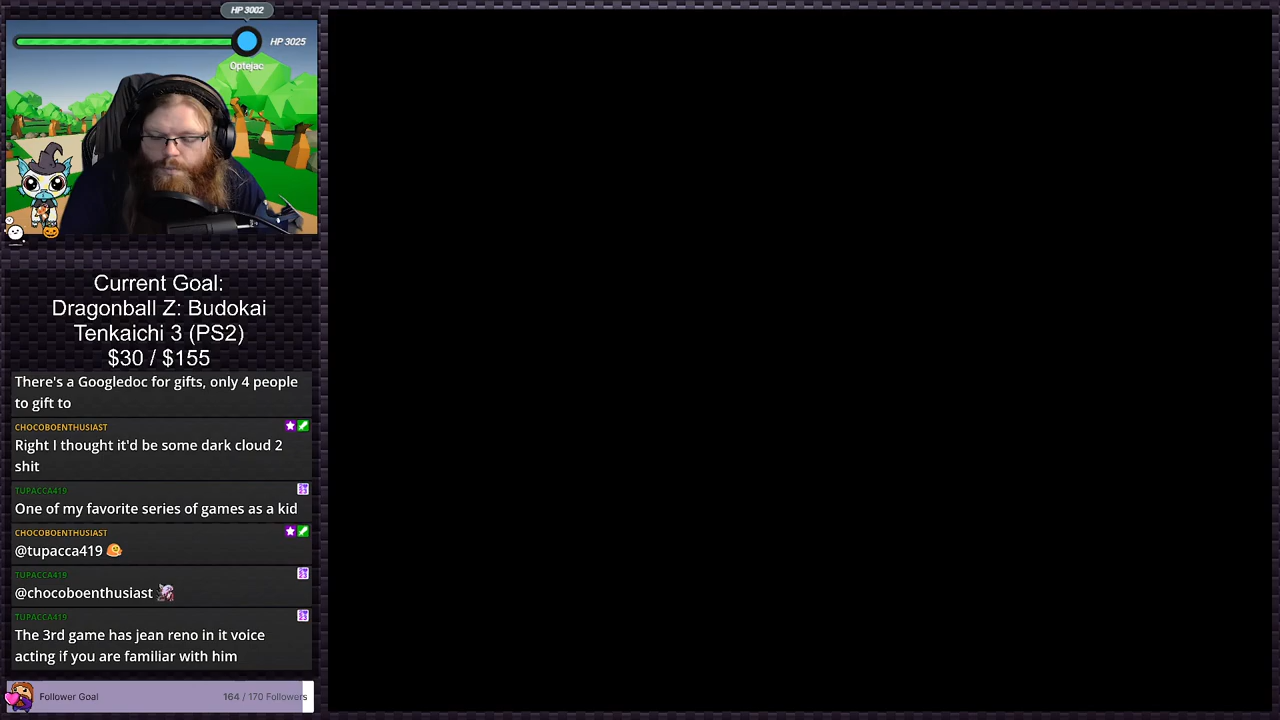 HP 3002
HP 3025
Optejac
Current Goal:
Dragonball Z: Budokai
Tenkaichi 3 (PS2)
$30 / $155
There's a Googledoc for gifts, only 4 people
to gift to
CHOCOBOENTHUSIAST
Right I thought it'd be some dark cloud 2
shit
TUPACCA419
One of my favorite series of games as a kid
CHOCOBOENTHUSIAST
@tupacca419
TUPACCA419
@chocoboenthusiast
TUPACCA419
The 3rd game has jean reno in it voice
acting if you are familiar with him
Follower Goal
164 / 170 Followers